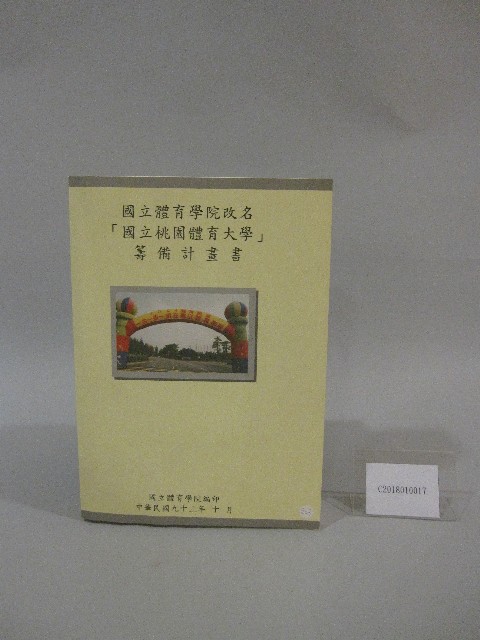 國立體育學院改名
「國立桃園體育大學」
籌備計畫書
國立體育學院編印
中華民國九十二年十月
C2018010017